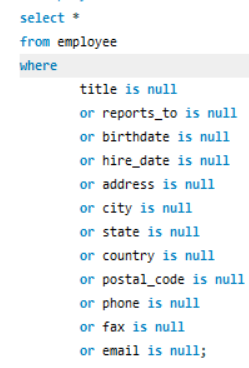 select *
from employee
where
title is null
or reports_to is null
or birthdate is null
or hire_date is null
or address is null
or city is null
or state is null
or country is null
or postal_code is null
or phone is null
or fax is null
or email is null;